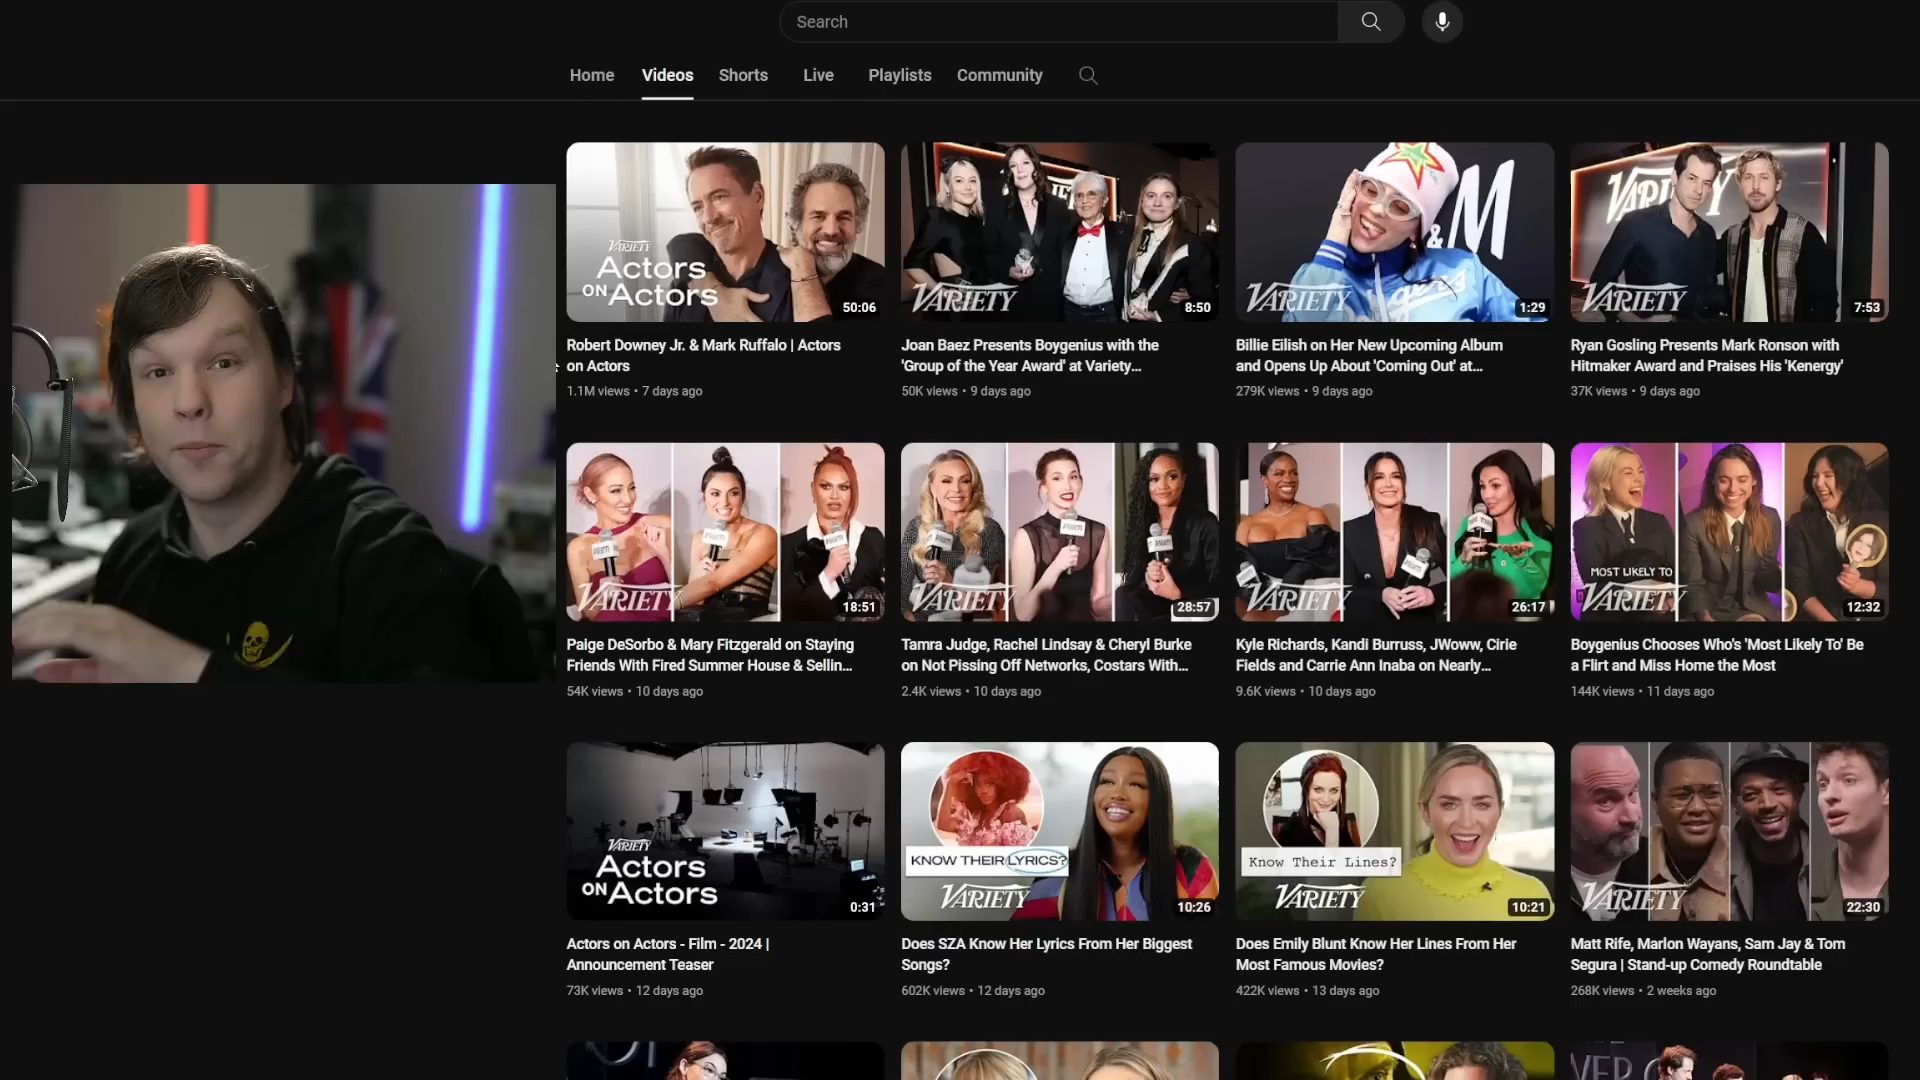 Search
Home
Videos
Shorts
Live
Playlists
Community
VARIETY
Actors
ON Actors
50:06
Robert Downey Jr. & Mark Ruffalo | Actors
on Actors
1.1M views • 7 days ago
VARIETY
8:50
Joan Baez Presents Boygenius with the
'Group of the Year Award' at Variety...
50K views • 9 days ago
&M
VARIETY
1:29
Billie Eilish on Her New Upcoming Album
and Opens Up About 'Coming Out' at...
279K views • 9 days ago
VARIETY
VARIETY
7:53
Ryan Gosling Presents Mark Ronson with
Hitmaker Award and Praises His 'Kenergy'
37K views • 9 days ago
VARIETY
18:51
Paige DeSorbo & Mary Fitzgerald on Staying
Friends With Fired Summer House & Sellin...
54K views • 10 days ago
VARIETY
28:57
Tamra Judge, Rachel Lindsay & Cheryl Burke
on Not Pissing Off Networks, Costars With...
2.4K views • 10 days ago
VARIETY
26:17
Kyle Richards, Kandi Burruss, JWoww, Cirie
Fields and Carrie Ann Inaba on Nearly...
9.6K views • 10 days ago
MOST LIKELY TO
VARIETY
12:32
Boygenius Chooses Who's 'Most Likely To' Be
a Flirt and Miss Home the Most
144K views • 11 days ago
VARIETY
Actors
ON Actors
0:31
Actors on Actors - Film - 2024 |
Announcement Teaser
73K views • 12 days ago
KNOW THEIR LYRICS?
VARIETY
10:26
Does SZA Know Her Lyrics From Her Biggest
Songs?
602K views • 12 days ago
Know Their Lines?
VARIETY
10:21
Does Emily Blunt Know Her Lines From Her
Most Famous Movies?
422K views • 13 days ago
VARIETY
22:30
Matt Rife, Marlon Wayans, Sam Jay & Tom
Segura | Stand-up Comedy Roundtable
268K views • 2 weeks ago